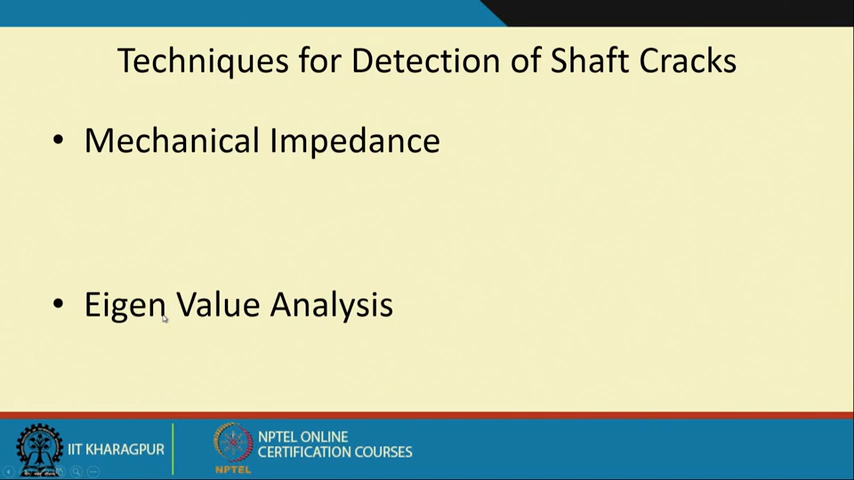 Techniques for Detection of Shaft Cracks
• Mechanical Impedance
• Eigen Value Analysis
IIT KHARAGPUR
NPTEL ONLINE
CERTIFICATION COURSES
NPTEL